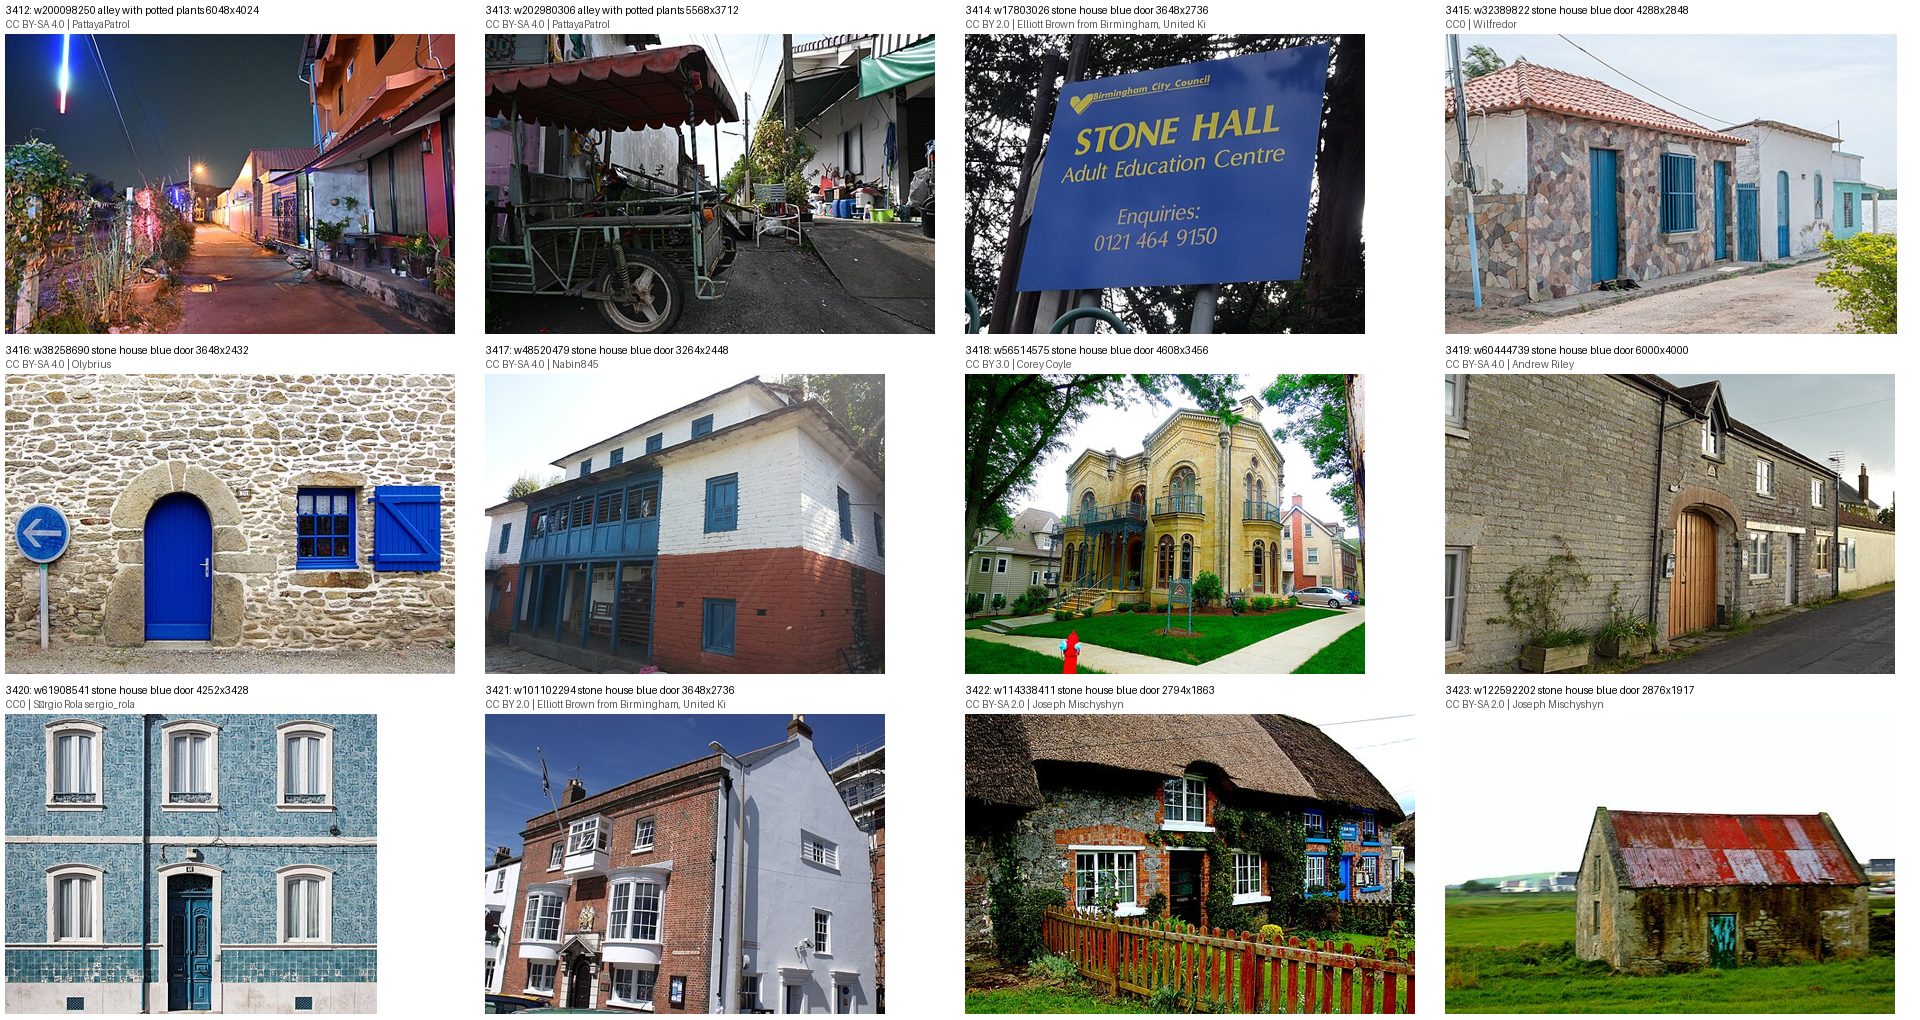 3412: w200098250 alley with potted plants 6048x4024
CC BY-SA 4.0 | PattayaPatrol
3413: w202980306 alley with potted plants 5568x3712
CC BY-SA 4.0 | PattayaPatrol
3414: w17803026 stone house blue door 3648x2736
CC BY 2.0 | Elliott Brown from Birmingham, United Ki
3415: w32389822 stone house blue door 4288x2848
CC0 | Wilfredor
Birmingham City Council
STONE HALL
Adult Education Centre
Enquiries:
0121 464 9150
3416: w38258690 stone house blue door 3648x2432
CC BY-SA 4.0 | Olybrius
3417: w48520479 stone house blue door 3264x2448
CC BY-SA 4.0 | Nabin845
3418: w56514575 stone house blue door 4608x3456
CC BY 3.0 | Corey Coyle
3419: w60444739 stone house blue door 6000x4000
CC BY-SA 4.0 | Andrew Riley
3420: w61908541 stone house blue door 4252x3428
CC0 | S▯rgio Rola sergio_rola
3421: w101102294 stone house blue door 3648x2736
CC BY 2.0 | Elliott Brown from Birmingham, United Ki
3422: w114338411 stone house blue door 2794x1863
CC BY-SA 2.0 | Joseph Mischyshyn
3423: w122592202 stone house blue door 2876x1917
CC BY-SA 2.0 | Joseph Mischyshyn